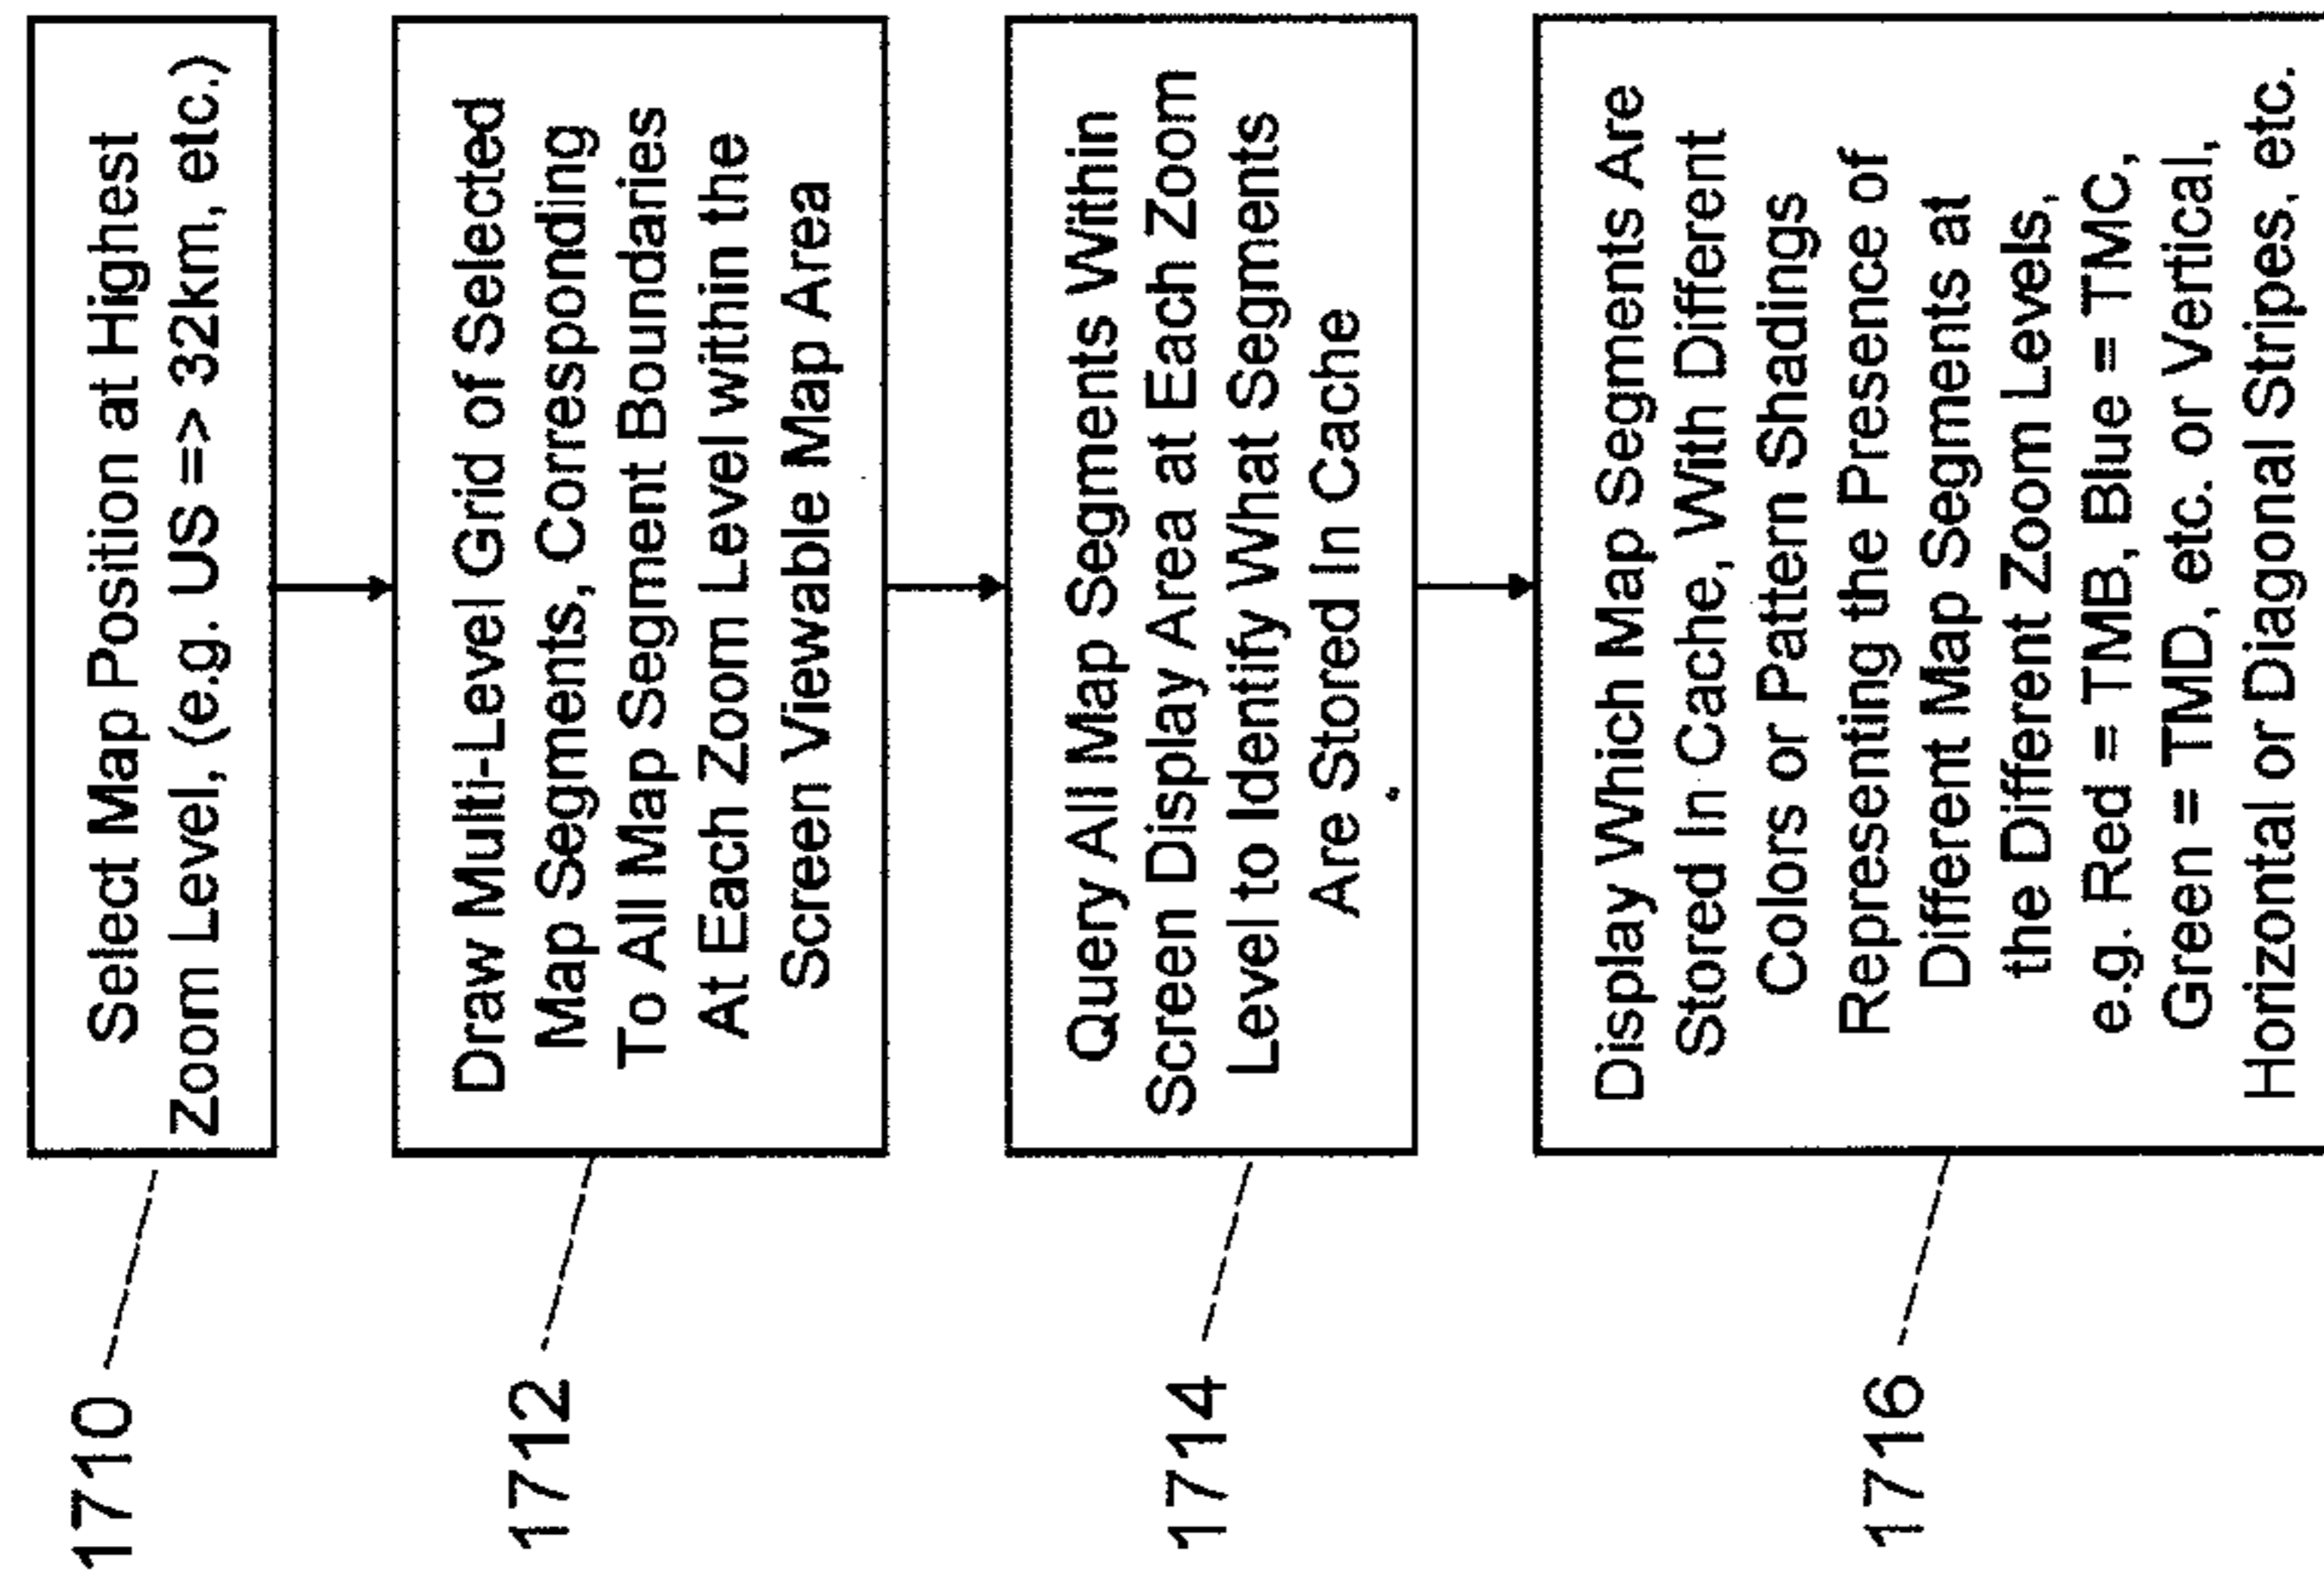 1710
Select Map Position at Highest
Zoom Level, (e.g. US => 32km, etc.)
1712
Draw Multi-Level Grid of Selected
Map Segments, Corresponding
To All Map Segment Boundaries
At Each Zoom Level within the
Screen Viewable Map Area
1714
Query All Map Segments Within
Screen Display Area at Each Zoom
Level to Identify What Segments
Are Stored In Cache
1716
Display Which Map Segments Are
Stored In Cache, With Different
Colors or Pattern Shadings
Representing the Presence of
Different Map Segments at
the Different Zoom Levels,
e.g. Red = TMB, Blue = TMC,
Green = TMD, etc. or Vertical,
Horizontal or Diagonal Stripes, etc.